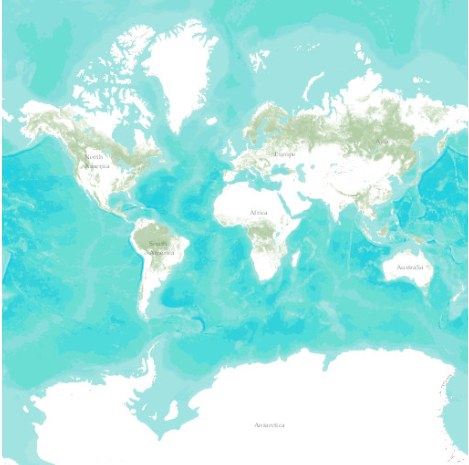 North
America
Europe
Asia
Africa
South
America
Australia
Antarctica